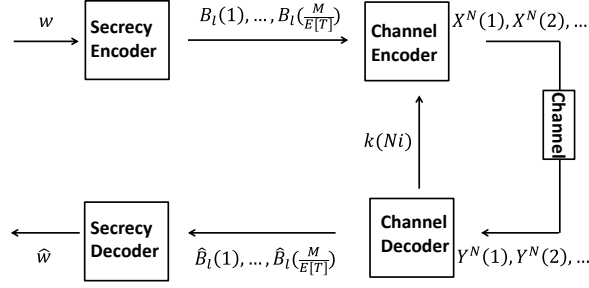 w
Secrecy Encoder
B_l(1), …, B_l(M/E[T])
Channel Encoder
X^N(1), X^N(2), …
Channel
k(Ni)
Secrecy Decoder
ŵ
B̂_l(1), …, B̂_l(M/E[T])
Channel Decoder
Y^N(1), Y^N(2), …